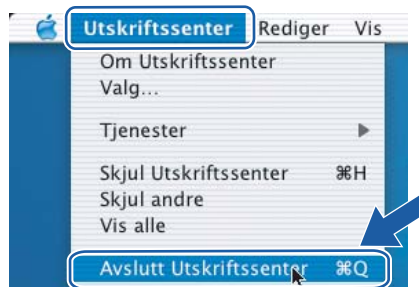 Utskriftssenter Rediger Vis
Om Utskriftssenter
Valg...
Tjenester
Skjul Utskriftssenter ⌘H
Skjul andre
Vis alle
Avslutt Utskriftssenter ⌘Q